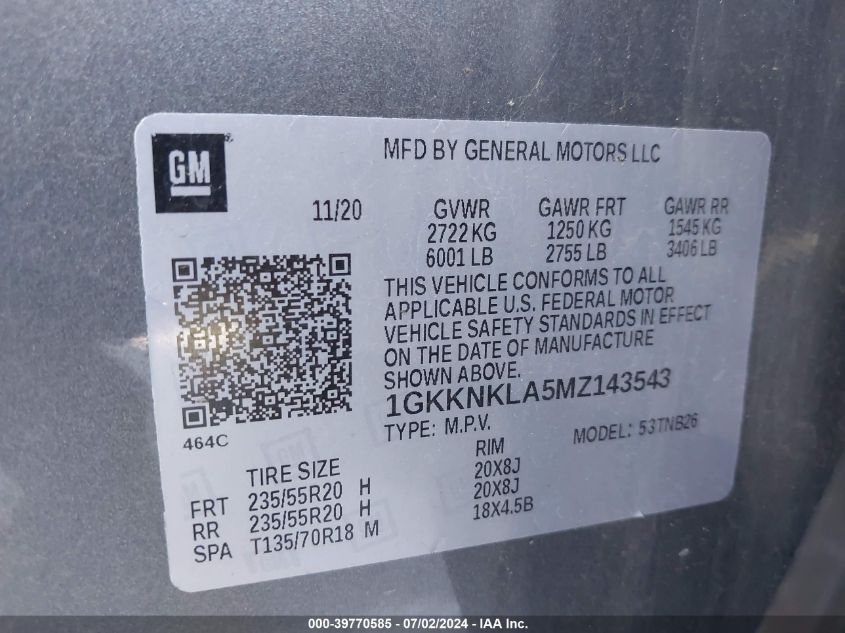 GM
MFD BY GENERAL MOTORS LLC
11/20 GVWR GAWR FRT GAWR RR
2722 KG 1250 KG 1545 KG
6001 LB 2755 LB 3406 LB
THIS VEHICLE CONFORMS TO ALL
APPLICABLE U.S. FEDERAL MOTOR
VEHICLE SAFETY STANDARDS IN EFFECT
ON THE DATE OF MANUFACTURE
SHOWN ABOVE.
1GKKNKLA5MZ143543
464C
TYPE: M.P.V. MODEL: 53TNB26
TIRE SIZE RIM
FRT 235/55R20 H 20X8J
RR 235/55R20 H 20X8J
SPA T135/70R18 M 18X4.5B
000-39770585 - 07/02/2024 - IAA Inc.